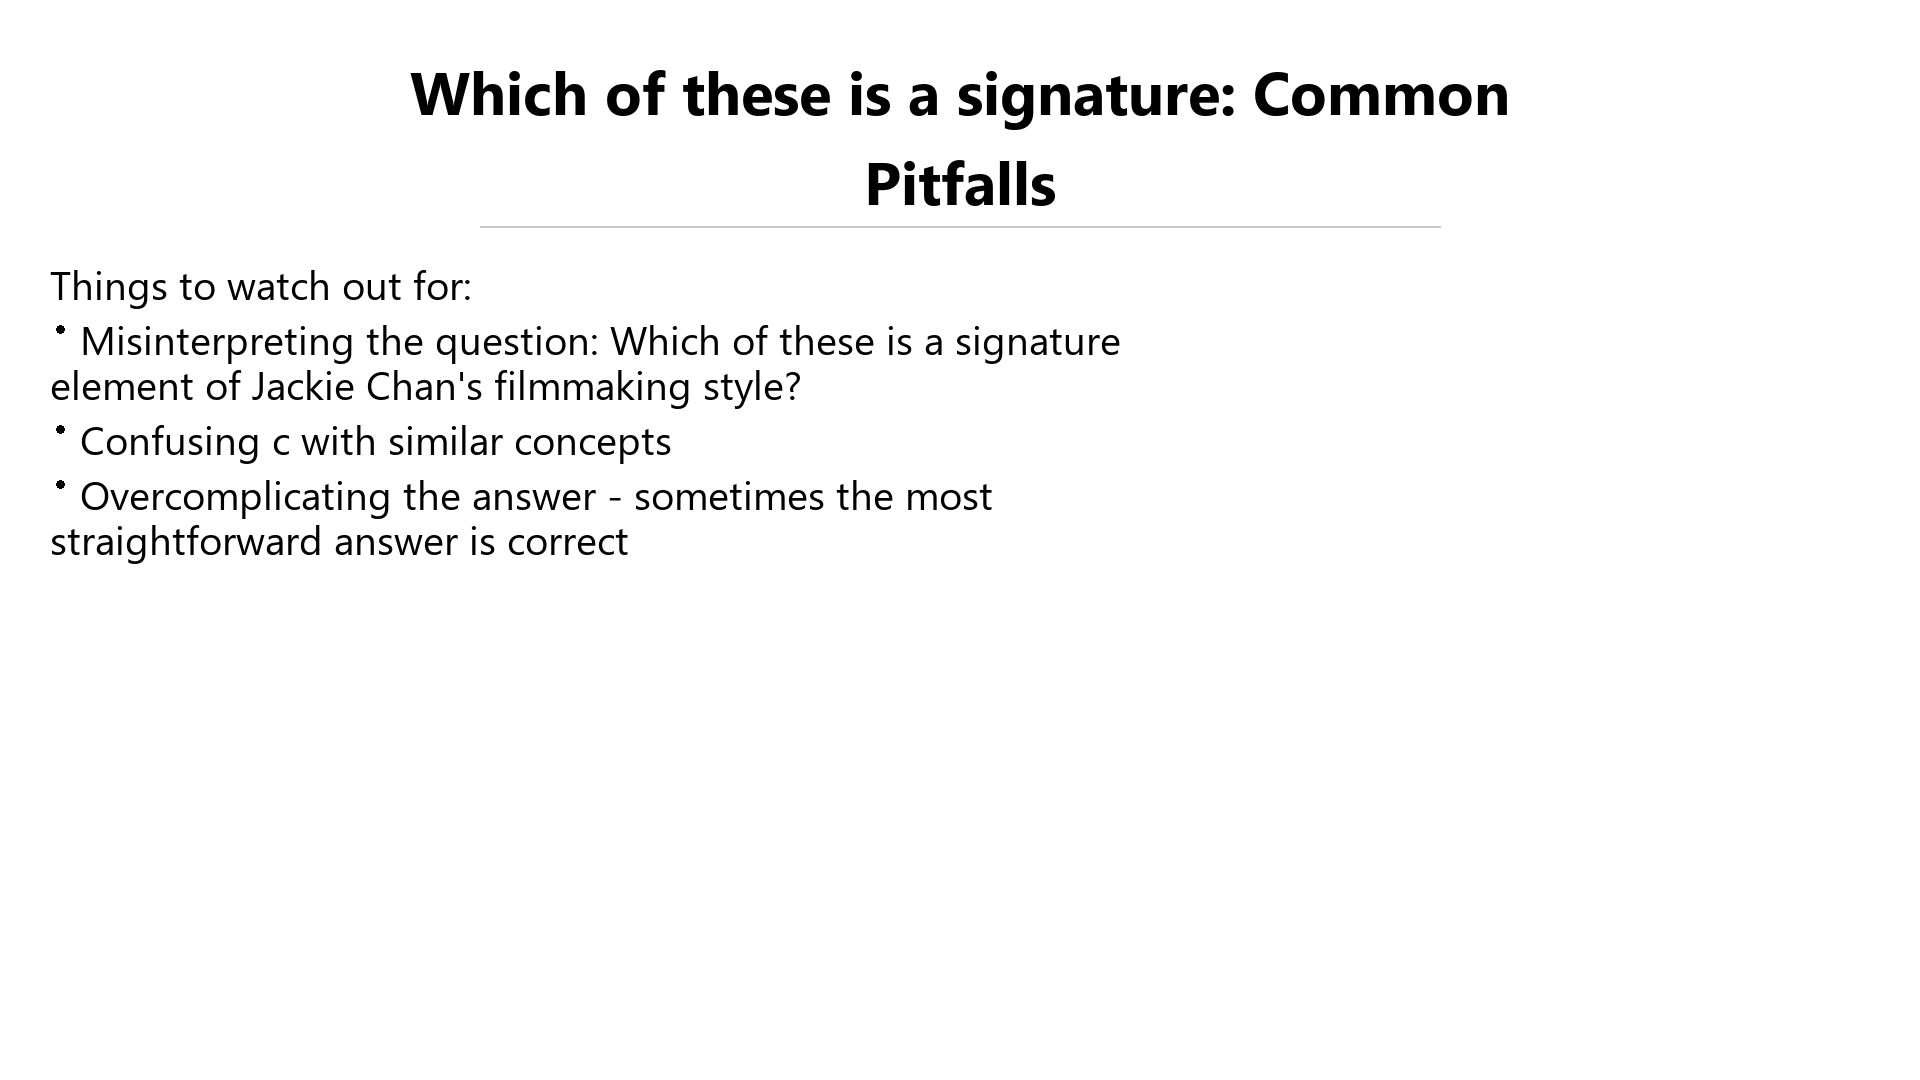 Which of these is a signature: Common
Pitfalls
Things to watch out for:
• Misinterpreting the question: Which of these is a signature
element of Jackie Chan's filmmaking style?
• Confusing c with similar concepts
• Overcomplicating the answer - sometimes the most
straightforward answer is correct